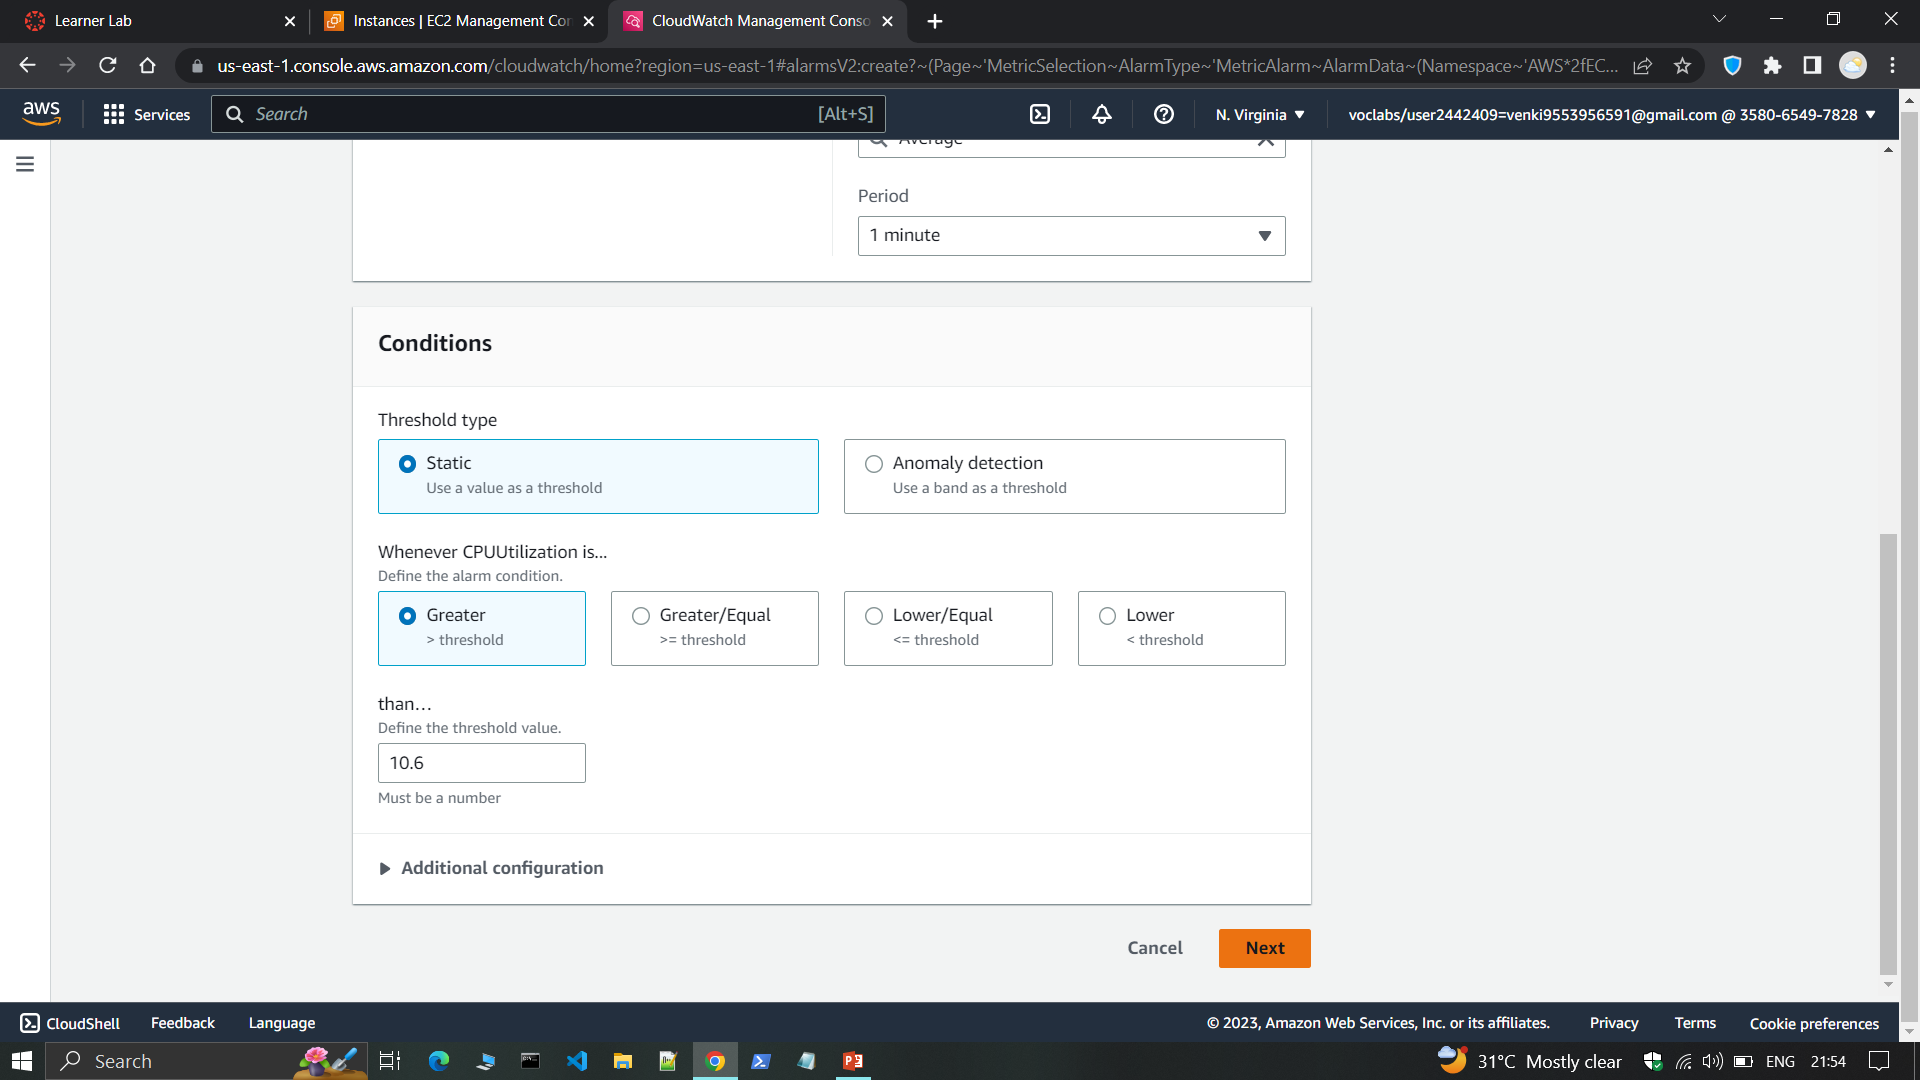 Learner Lab
Instances | EC2 Management Con
CloudWatch Management Conso
us-east-1.console.aws.amazon.com/cloudwatch/home?region=us-east-1#alarmsV2:create?~(Page~'MetricSelection~AlarmType~'MetricAlarm~AlarmData~(Namespace~'AWS*2fEC...
aws
Services
Search
[Alt+S]
N. Virginia
voclabs/user2442409=venki9553956591@gmail.com @ 3580-6549-7828
Average
Period
1 minute
Conditions
Threshold type
Static
Use a value as a threshold
Anomaly detection
Use a band as a threshold
Whenever CPUUtilization is...
Define the alarm condition.
Greater
> threshold
Greater/Equal
>= threshold
Lower/Equal
<= threshold
Lower
< threshold
than...
Define the threshold value.
10.6
Must be a number
Additional configuration
Cancel
Next
CloudShell
Feedback
Language
© 2023, Amazon Web Services, Inc. or its affiliates.
Privacy
Terms
Cookie preferences
Search
31°C Mostly clear
ENG
21:54